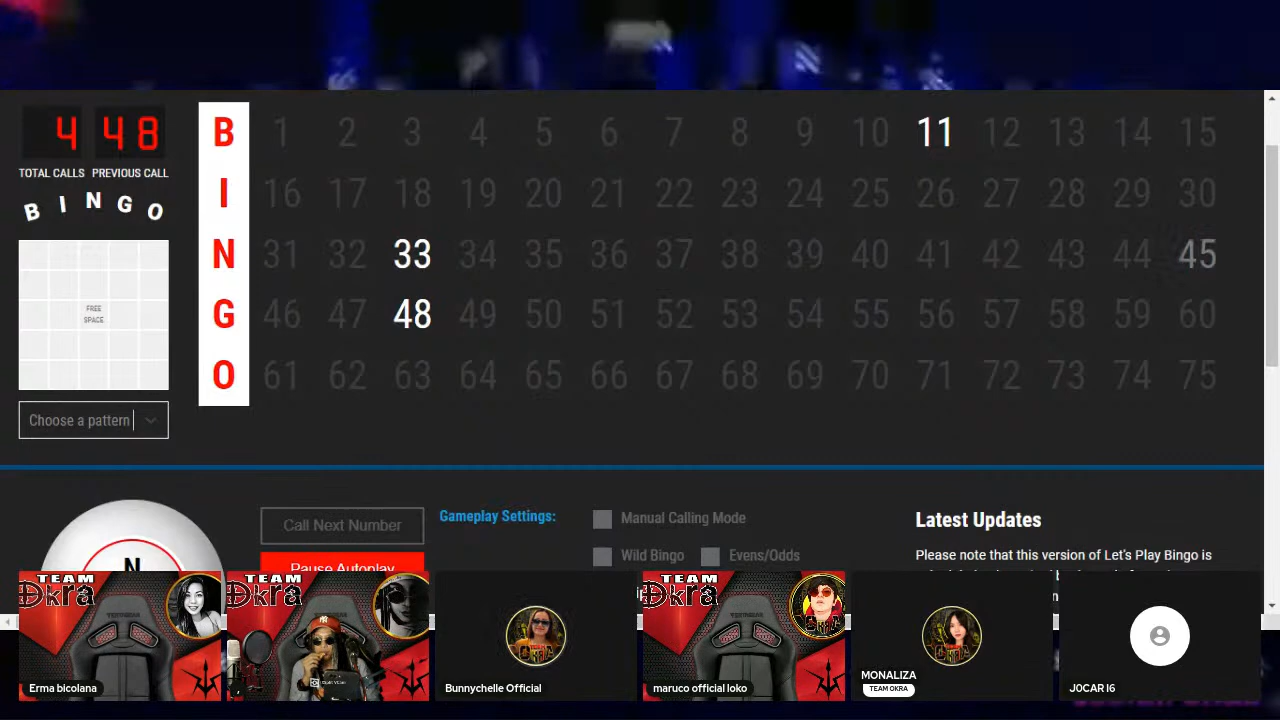 4 48
TOTAL CALLS PREVIOUS CALL
B I N G O
FREE
SPACE
Choose a pattern
B 1 2 3 4 5 6 7 8 9 10 11 12 13 14 15
I 16 17 18 19 20 21 22 23 24 25 26 27 28 29 30
N 31 32 33 34 35 36 37 38 39 40 41 42 43 44 45
G 46 47 48 49 50 51 52 53 54 55 56 57 58 59 60
O 61 62 63 64 65 66 67 68 69 70 71 72 73 74 75
N
Call Next Number
Pause Autoplay
Gameplay Settings:
Manual Calling Mode
Wild Bingo Evens/Odds
Latest Updates
Please note that this version of Let's Play Bingo is
TEAM
Okra
Erma bicolana
TEAM
Okra
Bunnychelle Official
TEAM
Okra
maruco official loko
MONALIZA
TEAM OKRA
JOCAR I6